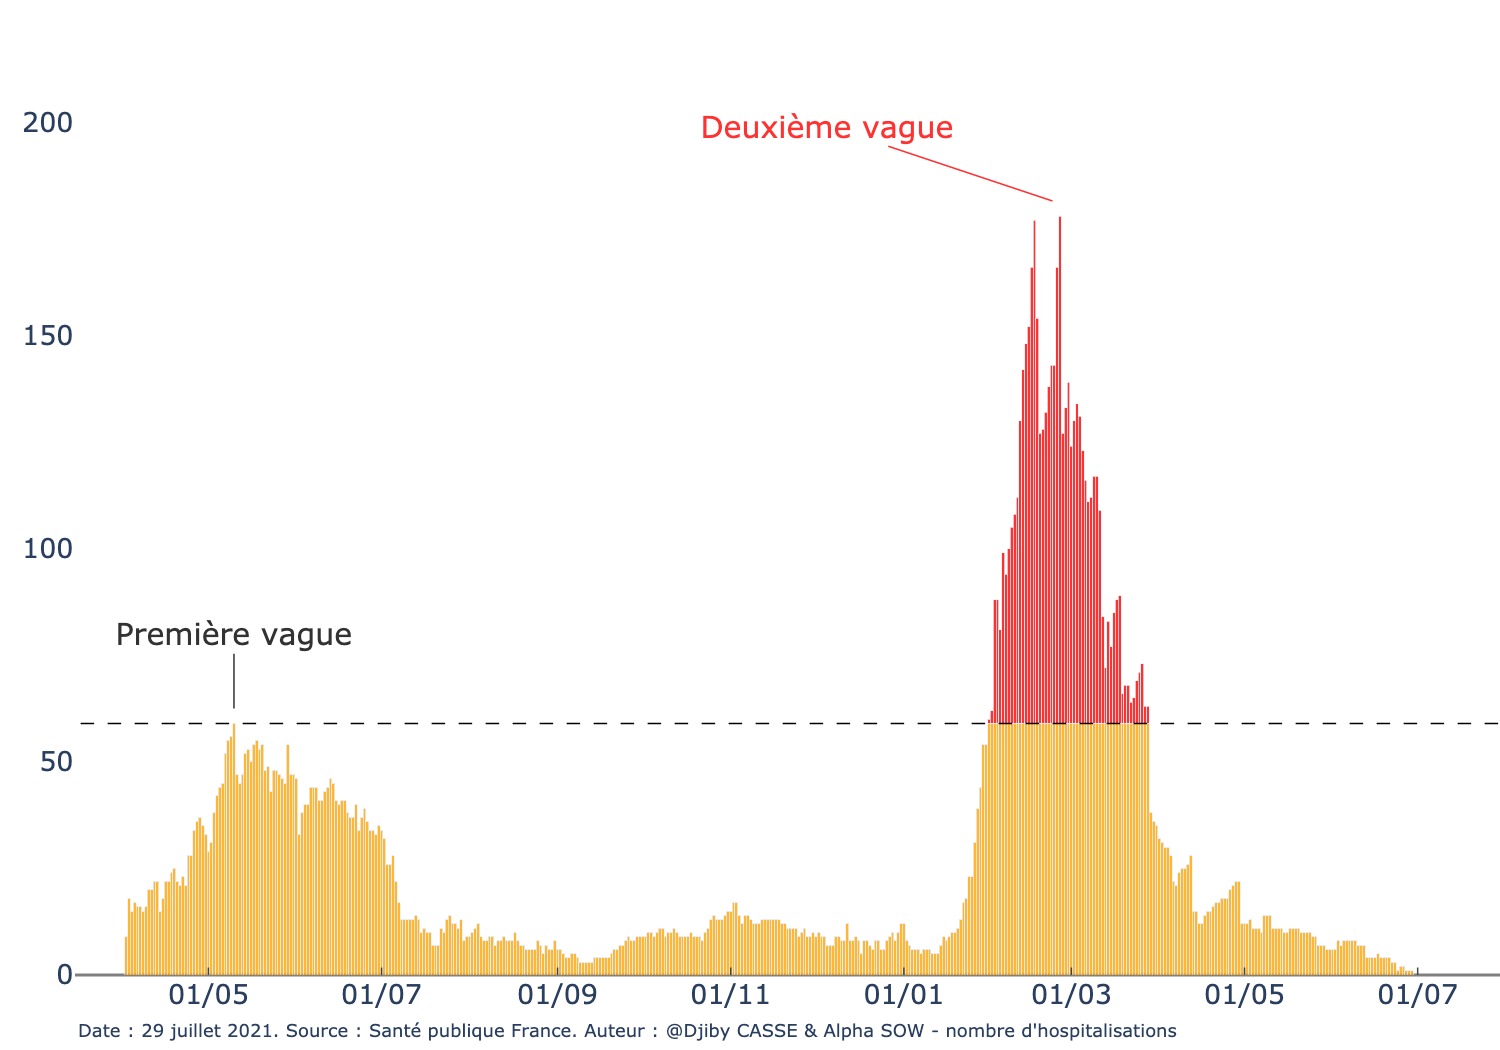 200
Deuxième vague
150
100
Première vague
50
0
01/05 01/07 01/09 01/11 01/01 01/03 01/05 01/07
Date : 29 juillet 2021. Source : Santé publique France. Auteur : @Djiby CASSE & Alpha SOW - nombre d'hospitalisations